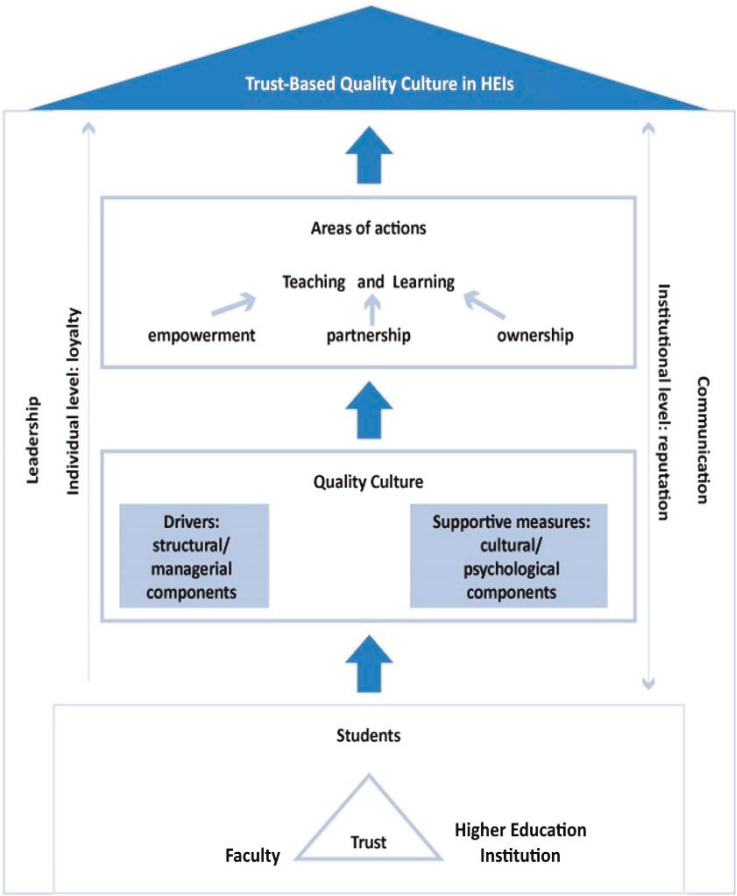 Trust-Based Quality Culture in HEIs
Areas of actions
Teaching and Learning
empowerment
partnership
ownership
Leadership
Individual level: loyalty
Institutional level: reputation
Communication
Quality Culture
Drivers:
structural/
managerial
components
Supportive measures:
cultural/
psychological
components
Students
Trust
Faculty
Higher Education
Institution